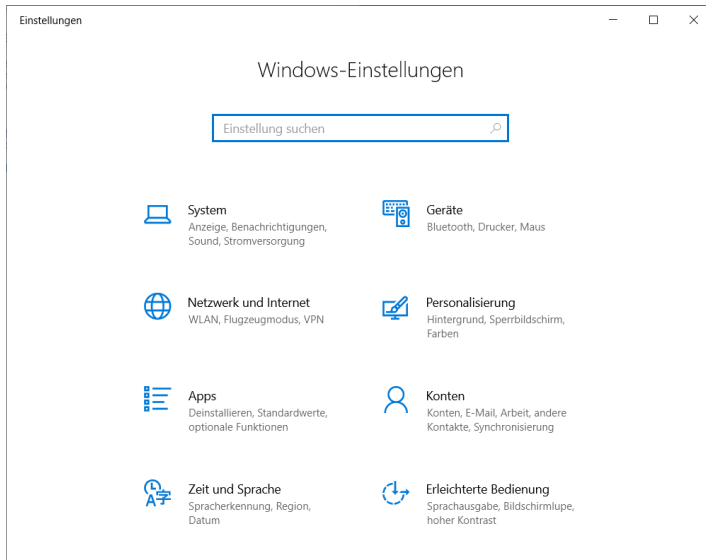 Einstellungen
Windows-Einstellungen
Einstellung suchen
System
Anzeige, Benachrichtigungen,
Sound, Stromversorgung
Geräte
Bluetooth, Drucker, Maus
Netzwerk und Internet
WLAN, Flugzeugmodus, VPN
Personalisierung
Hintergrund, Sperrbildschirm,
Farben
Apps
Deinstallieren, Standardwerte,
optionale Funktionen
Konten
Konten, E-Mail, Arbeit, andere
Kontakte, Synchronisierung
Zeit und Sprache
Spracherkennung, Region,
Datum
Erleichterte Bedienung
Sprachausgabe, Bildschirmlupe,
hoher Kontrast